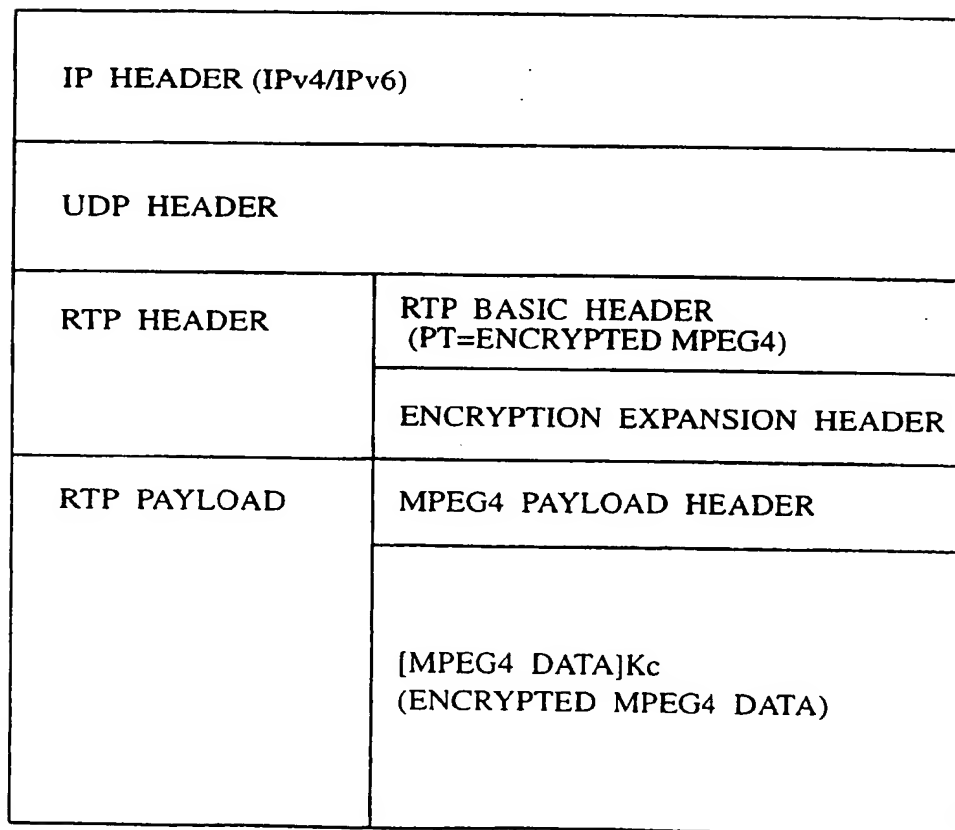 IP HEADER (IPv4/IPv6)
UDP HEADER
RTP HEADER
RTP BASIC HEADER
(PT=ENCRYPTED MPEG4)
ENCRYPTION EXPANSION HEADER
RTP PAYLOAD
MPEG4 PAYLOAD HEADER
[MPEG4 DATA]Kc
(ENCRYPTED MPEG4 DATA)